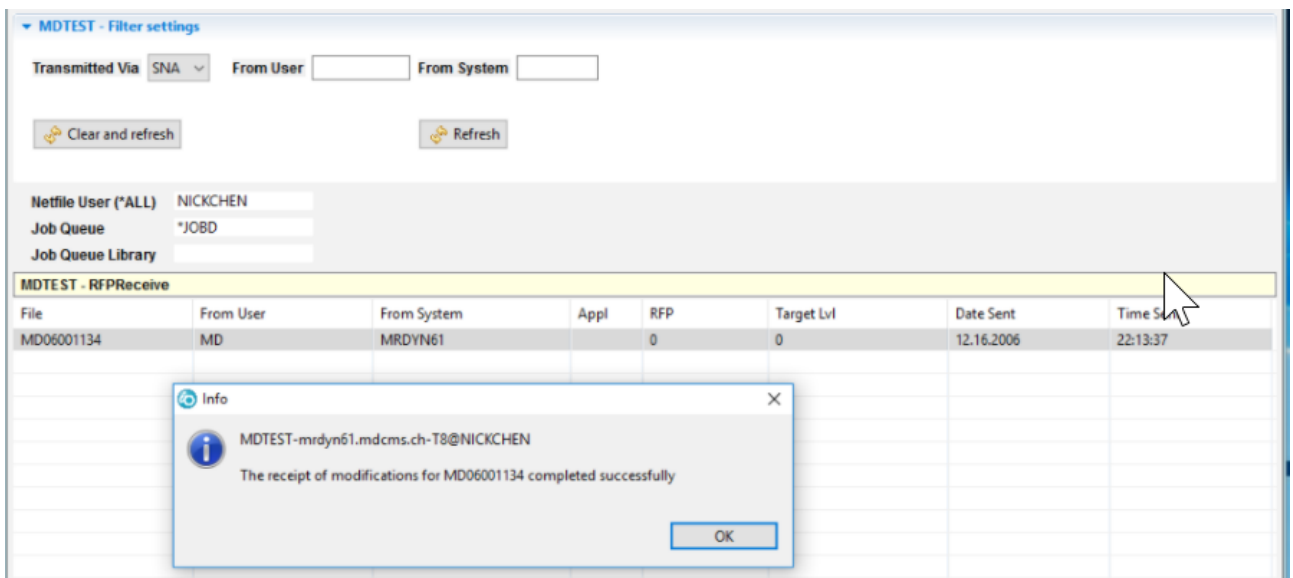 MDTEST - Filter settings
Transmitted Via SNA From User From System
Clear and refresh Refresh
Netfile User (*ALL) NICKCHEN
Job Queue *JOBD
Job Queue Library
MDTEST - RFPReceive
File From User From System Appl RFP Target Lvl Date Sent Time
MD06001134 MD MRDYN61 0 0 12.16.2006 22:13:37
Info
MDTEST-mrdyn61.mdcms.ch-T8@NICKCHEN
The receipt of modifications for MD06001134 completed successfully
OK